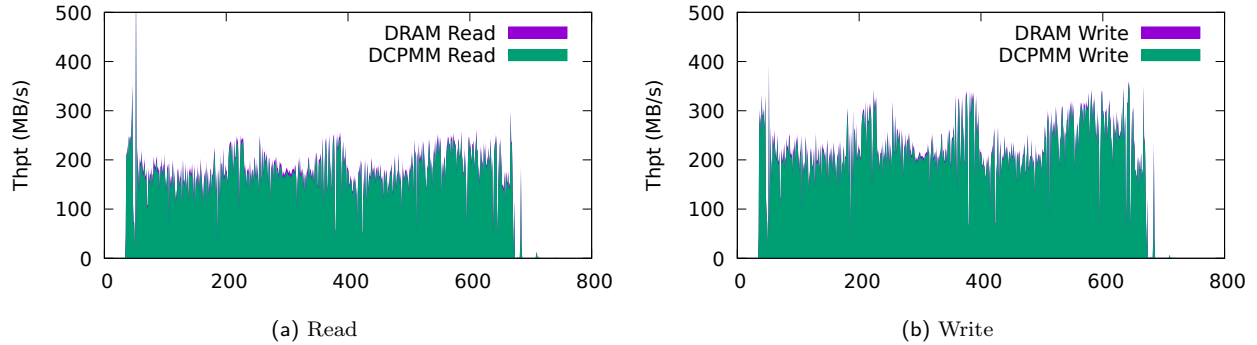 500
400
300
200
100
0
Thpt (MB/s)
DRAM Read
DCPMM Read
0 200 400 600 800
(a) Read
500
400
300
200
100
0
Thpt (MB/s)
DRAM Write
DCPMM Write
0 200 400 600 800
(b) Write